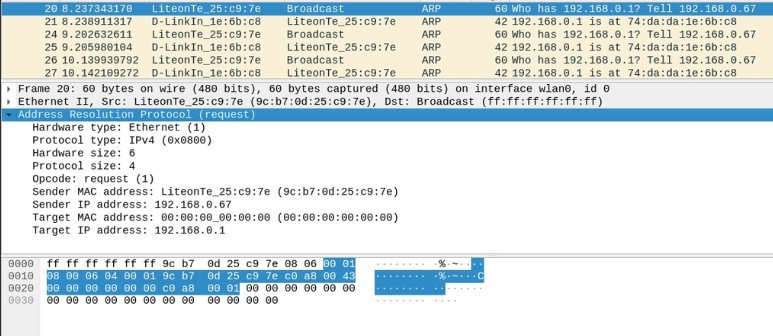 20 8.237343170 LiteonTe_25:c9:7e Broadcast ARP 60 Who has 192.168.0.1? Tell 192.168.0.67
21 8.238911317 D-LinkIn_1e:6b:c8 LiteonTe_25:c9:7e ARP 42 192.168.0.1 is at 74:da:da:1e:6b:c8
24 9.202632611 LiteonTe_25:c9:7e Broadcast ARP 60 Who has 192.168.0.1? Tell 192.168.0.67
25 9.205980104 D-LinkIn_1e:6b:c8 LiteonTe_25:c9:7e ARP 42 192.168.0.1 is at 74:da:da:1e:6b:c8
26 10.139939792 LiteonTe_25:c9:7e Broadcast ARP 60 Who has 192.168.0.1? Tell 192.168.0.67
27 10.142109272 D-LinkIn_1e:6b:c8 LiteonTe_25:c9:7e ARP 42 192.168.0.1 is at 74:da:da:1e:6b:c8
Frame 20: 60 bytes on wire (480 bits), 60 bytes captured (480 bits) on interface wlan0, id 0
Ethernet II, Src: LiteonTe_25:c9:7e (9c:b7:0d:25:c9:7e), Dst: Broadcast (ff:ff:ff:ff:ff:ff)
Address Resolution Protocol (request)
Hardware type: Ethernet (1)
Protocol type: IPv4 (0x0800)
Hardware size: 6
Protocol size: 4
Opcode: request (1)
Sender MAC address: LiteonTe_25:c9:7e (9c:b7:0d:25:c9:7e)
Sender IP address: 192.168.0.67
Target MAC address: 00:00:00_00:00:00 (00:00:00:00:00:00)
Target IP address: 192.168.0.1
0000 ff ff ff ff ff ff 9c b7 0d 25 c9 7e 08 06 00 01 ········ ·%·~····
0010 08 00 06 04 00 01 9c b7 0d 25 c9 7e c0 a8 00 43 ········ ·%·~···C
0020 00 00 00 00 00 00 c0 a8 00 01 00 00 00 00 00 00 ········ ········
0030 00 00 00 00 00 00 00 00 00 00 00 00 ········ ····